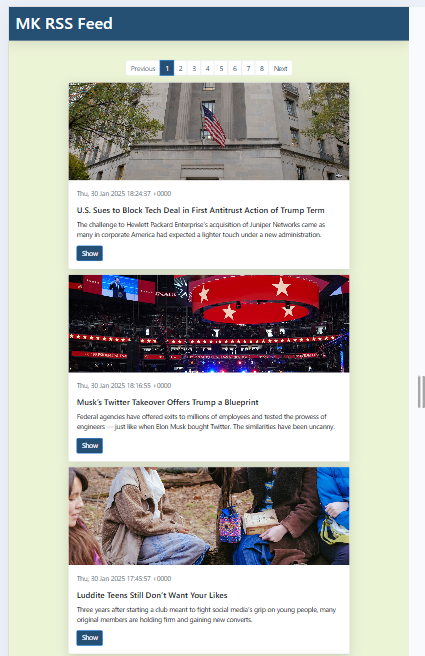 MK RSS Feed
Previous 1 2 3 4 5 6 7 8 Next
Thu, 30 Jan 2025 18:24:37 +0000
U.S. Sues to Block Tech Deal in First Antitrust Action of Trump Term
The challenge to Hewlett Packard Enterprise's acquisition of Juniper Networks came as
many in corporate America had expected a lighter touch under a new administration.
Show
Thu, 30 Jan 2025 18:16:55 +0000
Musk's Twitter Takeover Offers Trump a Blueprint
Federal agencies have offered exits to millions of employees and tested the prowess of
engineers — just like when Elon Musk bought Twitter. The similarities have been uncanny.
Show
Thu, 30 Jan 2025 17:45:57 +0000
Luddite Teens Still Don't Want Your Likes
Three years after starting a club meant to fight social media's grip on young people, many
original members are holding firm and gaining new converts.
Show